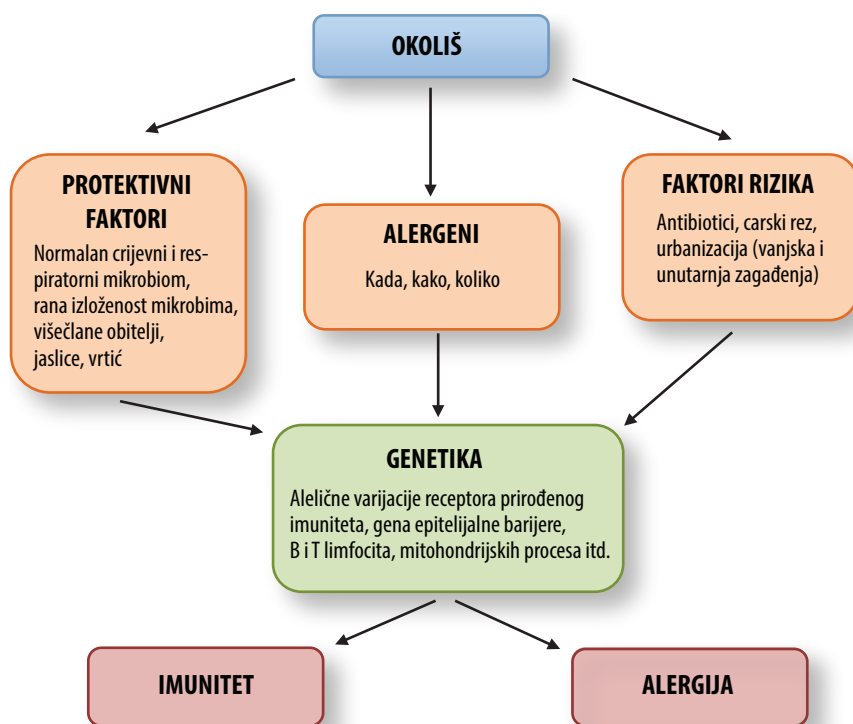 OKOLIŠ
PROTEKTIVNI
FAKTORI
Normalan crijevni i res-
piratorni mikrobiom,
rana izloženost mikrobima,
višečlane obitelji,
jaslice, vrtić
ALERGENI
Kada, kako, koliko
FAKTORI RIZIKA
Antibiotici, carski rez,
urbanizacija (vanjska i
unutarnja zagađenja)
GENETIKA
Alelične varijacije receptora prirođenog
imuniteta, gena epitelijalne barijere,
B i T limfocita, mitohondrijskih procesa itd.
IMUNITET
ALERGIJA